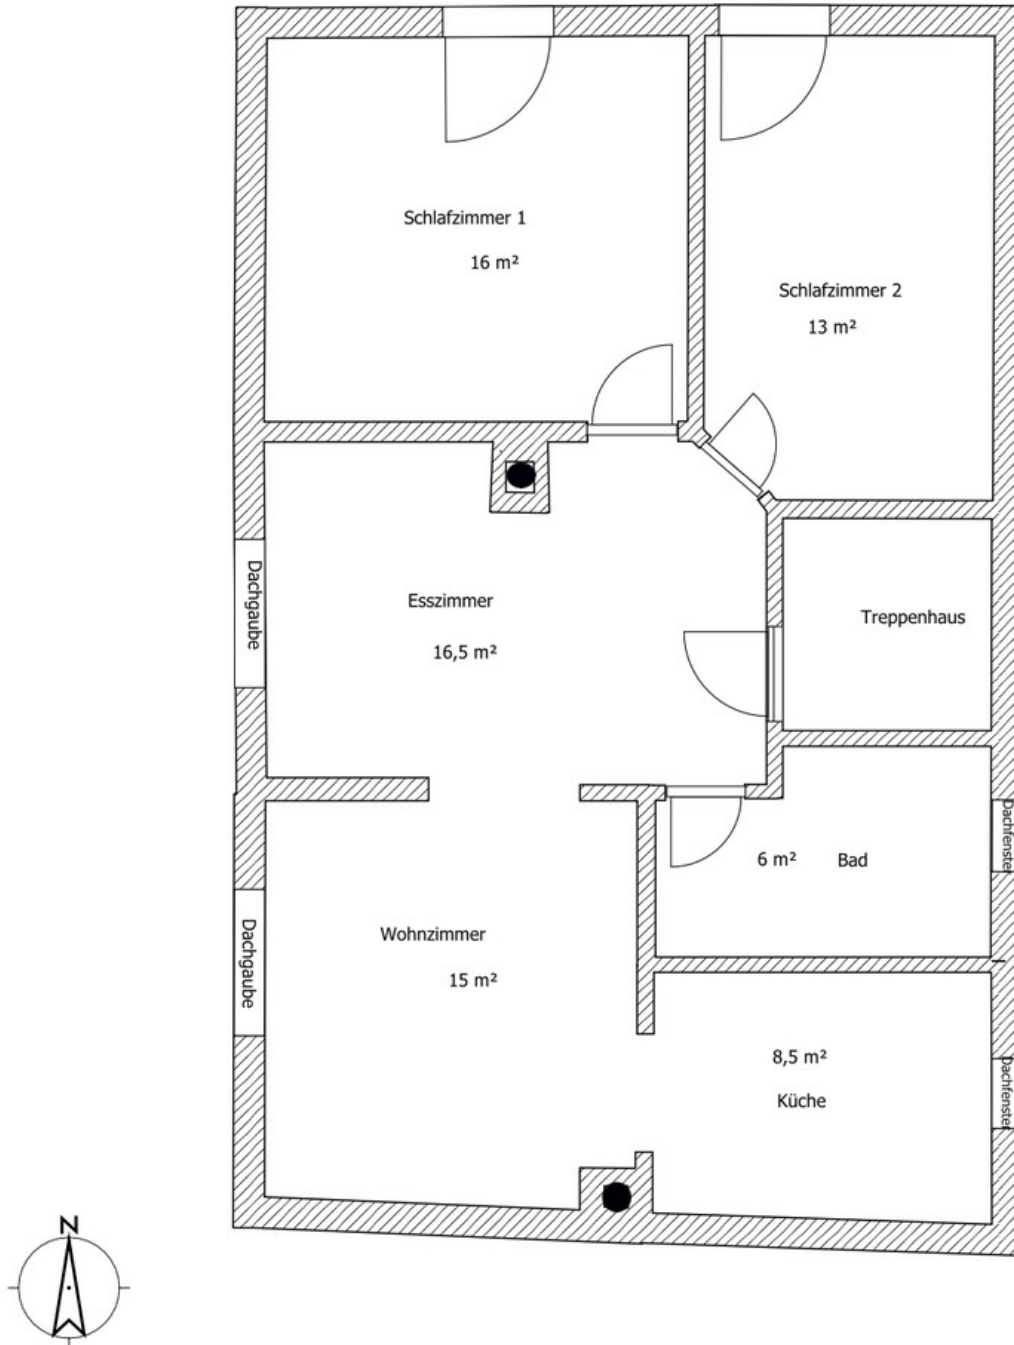 Schlafzimmer 1
16 m²
Schlafzimmer 2
13 m²
Dachgaube
Esszimmer
16,5 m²
Treppenhaus
Dachfenster
6 m² Bad
Dachgaube
Wohnzimmer
15 m²
8,5 m²
Küche
Dachfenster
N